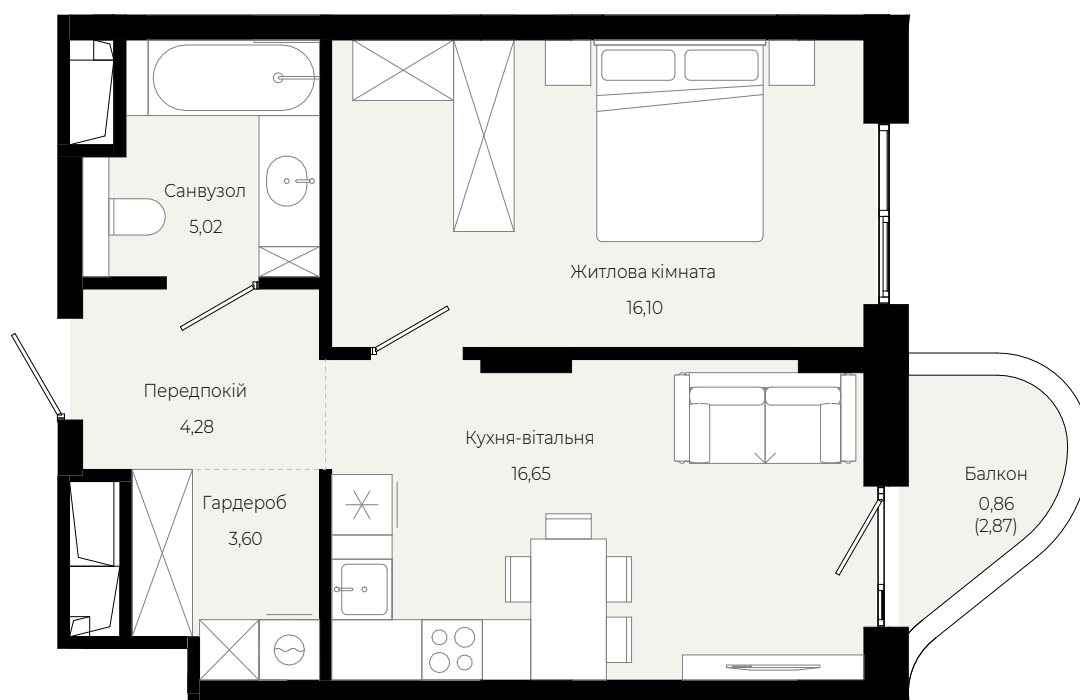 Санвузол
5,02
Житлова кімната
16,10
Передпокій
4,28
Кухня-вітальня
16,65
Гардероб
3,60
Балкон
0,86
(2,87)